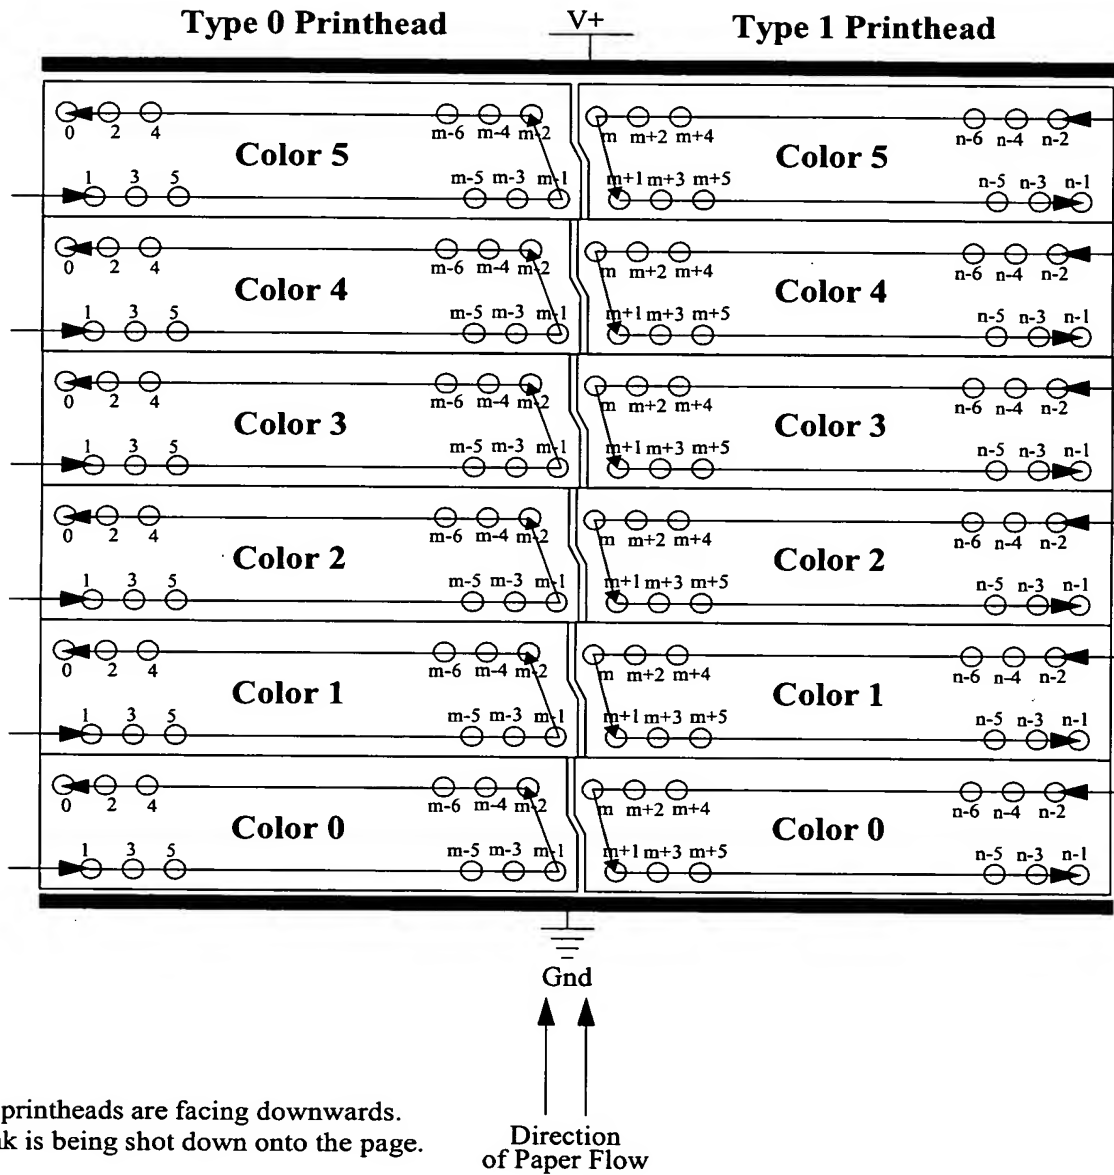 Type 0 Printhead V+ Type 1 Printhead
0 2 4 m-6 m-4 m-2 m m+2 m+4 n-6 n-4 n-2
Color 5 Color 5
1 3 5 m-5 m-3 m-1 m+1 m+3 m+5 n-5 n-3 n-1
0 2 4 m-6 m-4 m-2 m m+2 m+4 n-6 n-4 n-2
Color 4 Color 4
1 3 5 m-5 m-3 m-1 m+1 m+3 m+5 n-5 n-3 n-1
0 2 4 m-6 m-4 m-2 m m+2 m+4 n-6 n-4 n-2
Color 3 Color 3
1 3 5 m-5 m-3 m-1 m+1 m+3 m+5 n-5 n-3 n-1
0 2 4 m-6 m-4 m-2 m m+2 m+4 n-6 n-4 n-2
Color 2 Color 2
1 3 5 m-5 m-3 m-1 m+1 m+3 m+5 n-5 n-3 n-1
0 2 4 m-6 m-4 m-2 m m+2 m+4 n-6 n-4 n-2
Color 1 Color 1
1 3 5 m-5 m-3 m-1 m+1 m+3 m+5 n-5 n-3 n-1
0 2 4 m-6 m-4 m-2 m m+2 m+4 n-6 n-4 n-2
Color 0 Color 0
1 3 5 m-5 m-3 m-1 m+1 m+3 m+5 n-5 n-3 n-1
Gnd
printheads are facing downwards.
is being shot down onto the page.
Direction
of Paper Flow